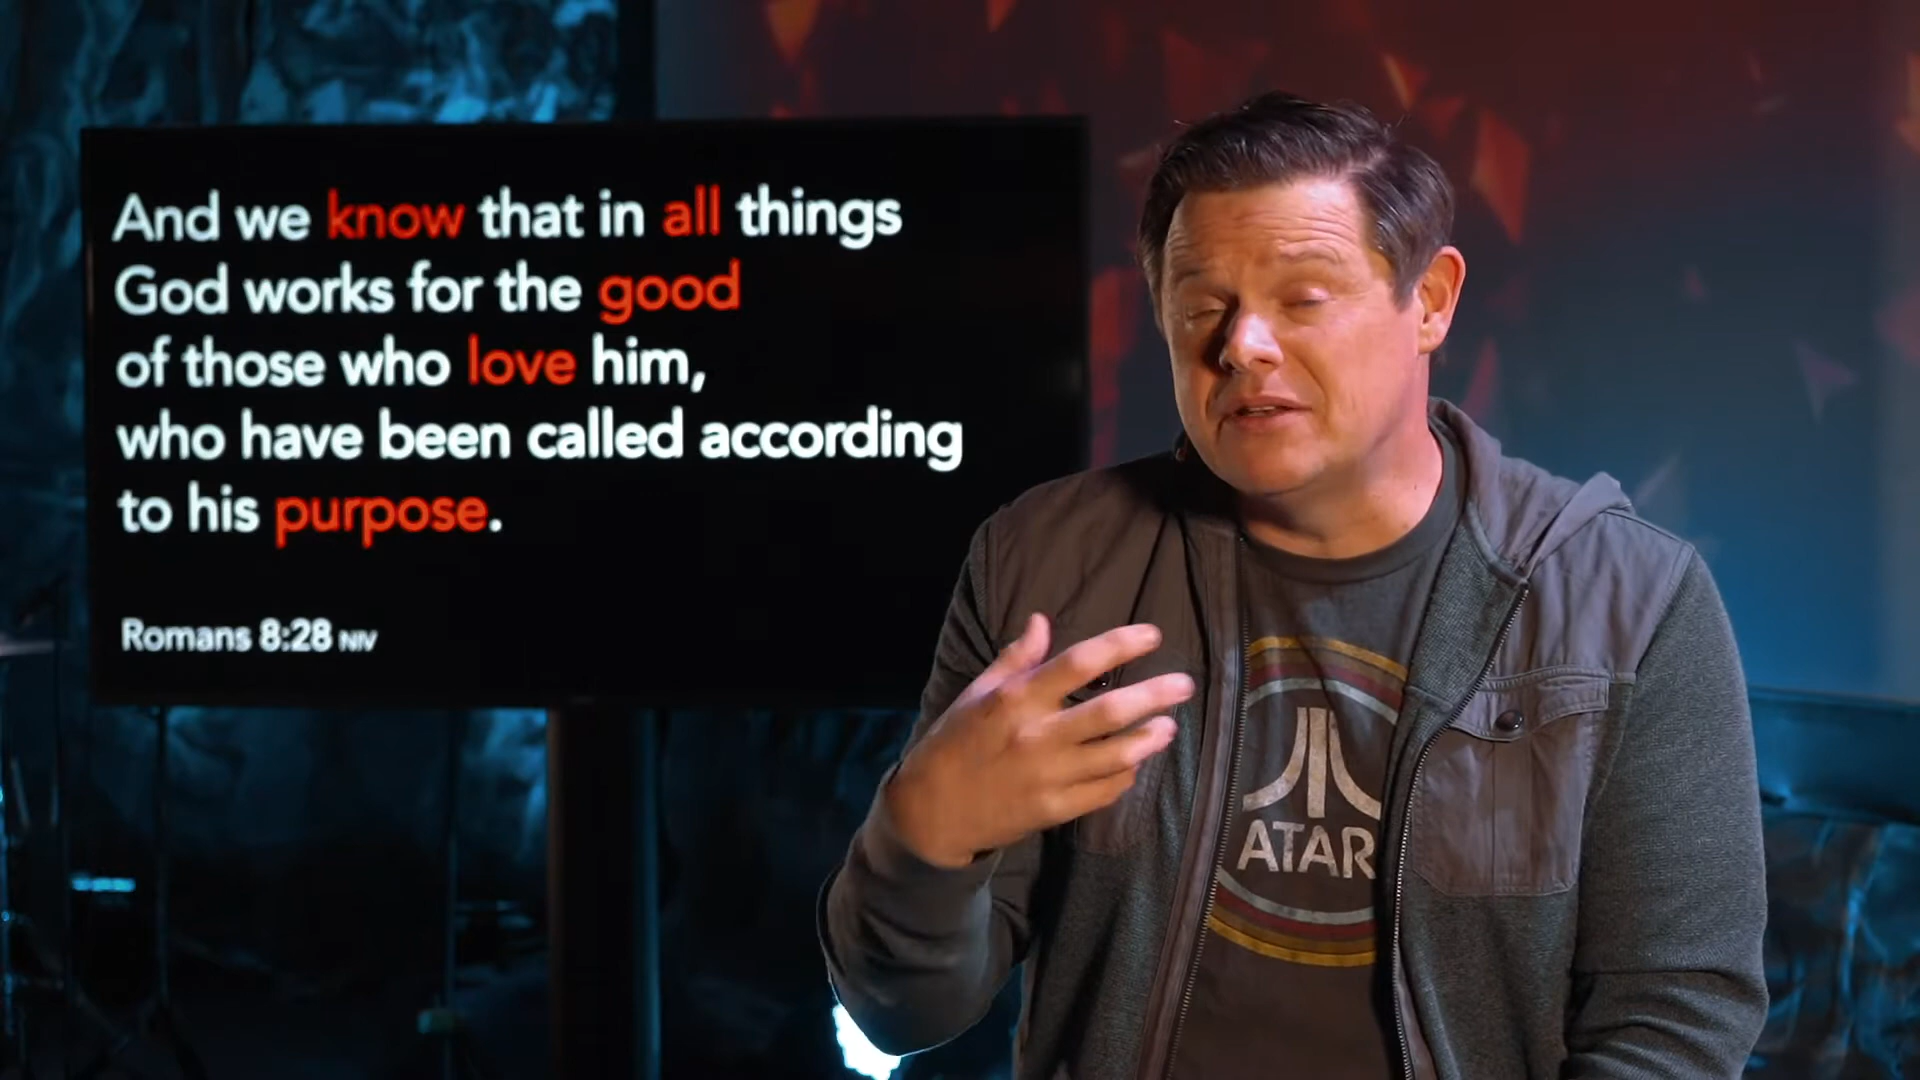 And we know that in all things
God works for the good
of those who love him,
who have been called according
to his purpose.
Romans 8:28 NIV
ATARI